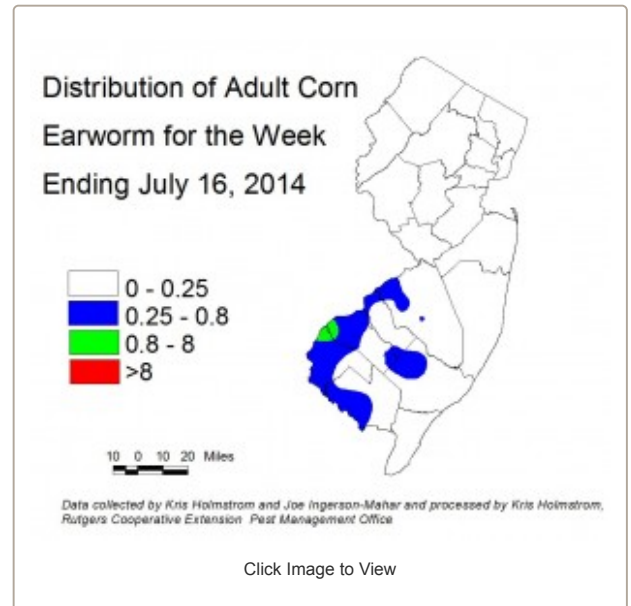 Distribution of Adult Corn
Earworm for the Week
Ending July 16, 2014
0 - 0.25
0.25 - 0.8
0.8 - 8
>8
10 0 10 20 Miles
Data collected by Kris Holmstrom and Joe Ingerson-Mahar and processed by Kris Holmstrom,
Rutgers Cooperative Extension Pest Management Office
Click Image to View